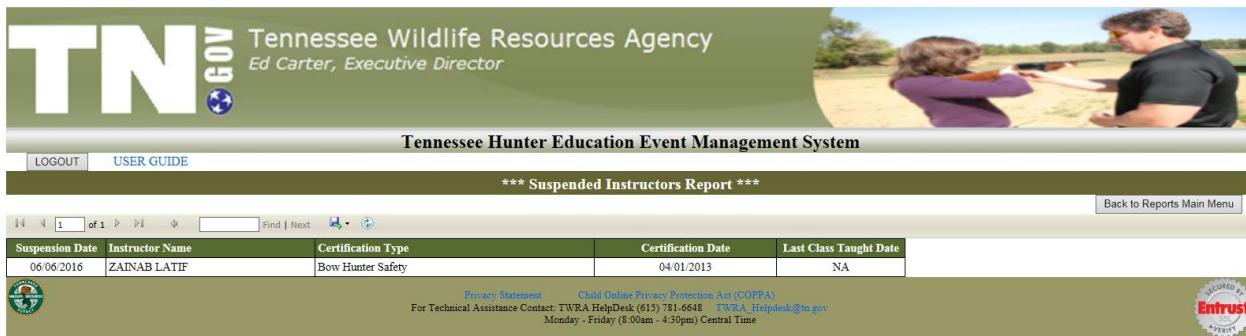 TN.GOV
Tennessee Wildlife Resources Agency
Ed Carter, Executive Director
Tennessee Hunter Education Event Management System
LOGOUT USER GUIDE
*** Suspended Instructors Report ***
Back to Reports Main Menu
1 of 1 Find | Next
Suspension Date Instructor Name Certification Type Certification Date Last Class Taught Date
06/06/2016 ZAINAB LATIF Bow Hunter Safety 04/01/2013 NA
Privacy Statement Child Online Privacy Protection Act (COPPA)
For Technical Assistance Contact: TWRA HelpDesk (615) 781-6648 TWRA_Helpdesk@tn.gov
Monday - Friday (8:00am - 4:30pm) Central Time
SECURED BY
Entrust
SSL
VERIFY